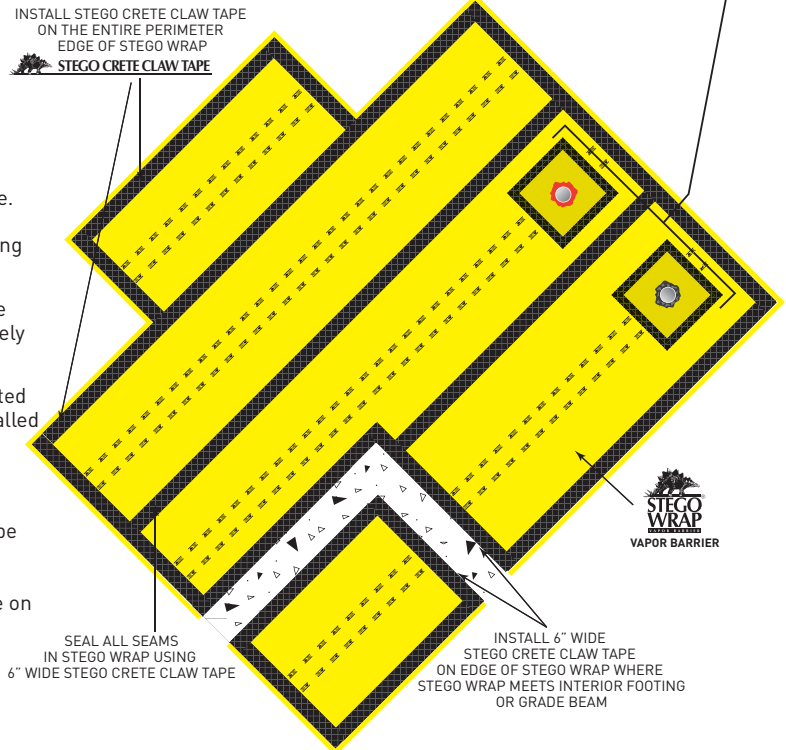 INSTALL STEGO CRETE CLAW TAPE
ON THE ENTIRE PERIMETER
EDGE OF STEGO WRAP
STEGO CRETE CLAW TAPE
e.
ng
e
ely
ted
alled
pe
e on
STEGO
WRAP
VAPOR BARRIER
VAPOR BARRIER
SEAL ALL SEAMS
IN STEGO WRAP USING
6" WIDE STEGO CRETE CLAW TAPE
INSTALL 6" WIDE
STEGO CRETE CLAW TAPE
ON EDGE OF STEGO WRAP WHERE
STEGO WRAP MEETS INTERIOR FOOTING
OR GRADE BEAM